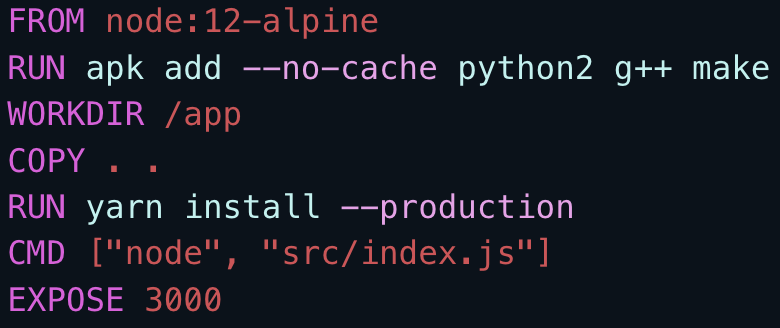 FROM node:12-alpine
RUN apk add --no-cache python2 g++ make
WORKDIR /app
COPY . .
RUN yarn install --production
CMD ["node", "src/index.js"]
EXPOSE 3000